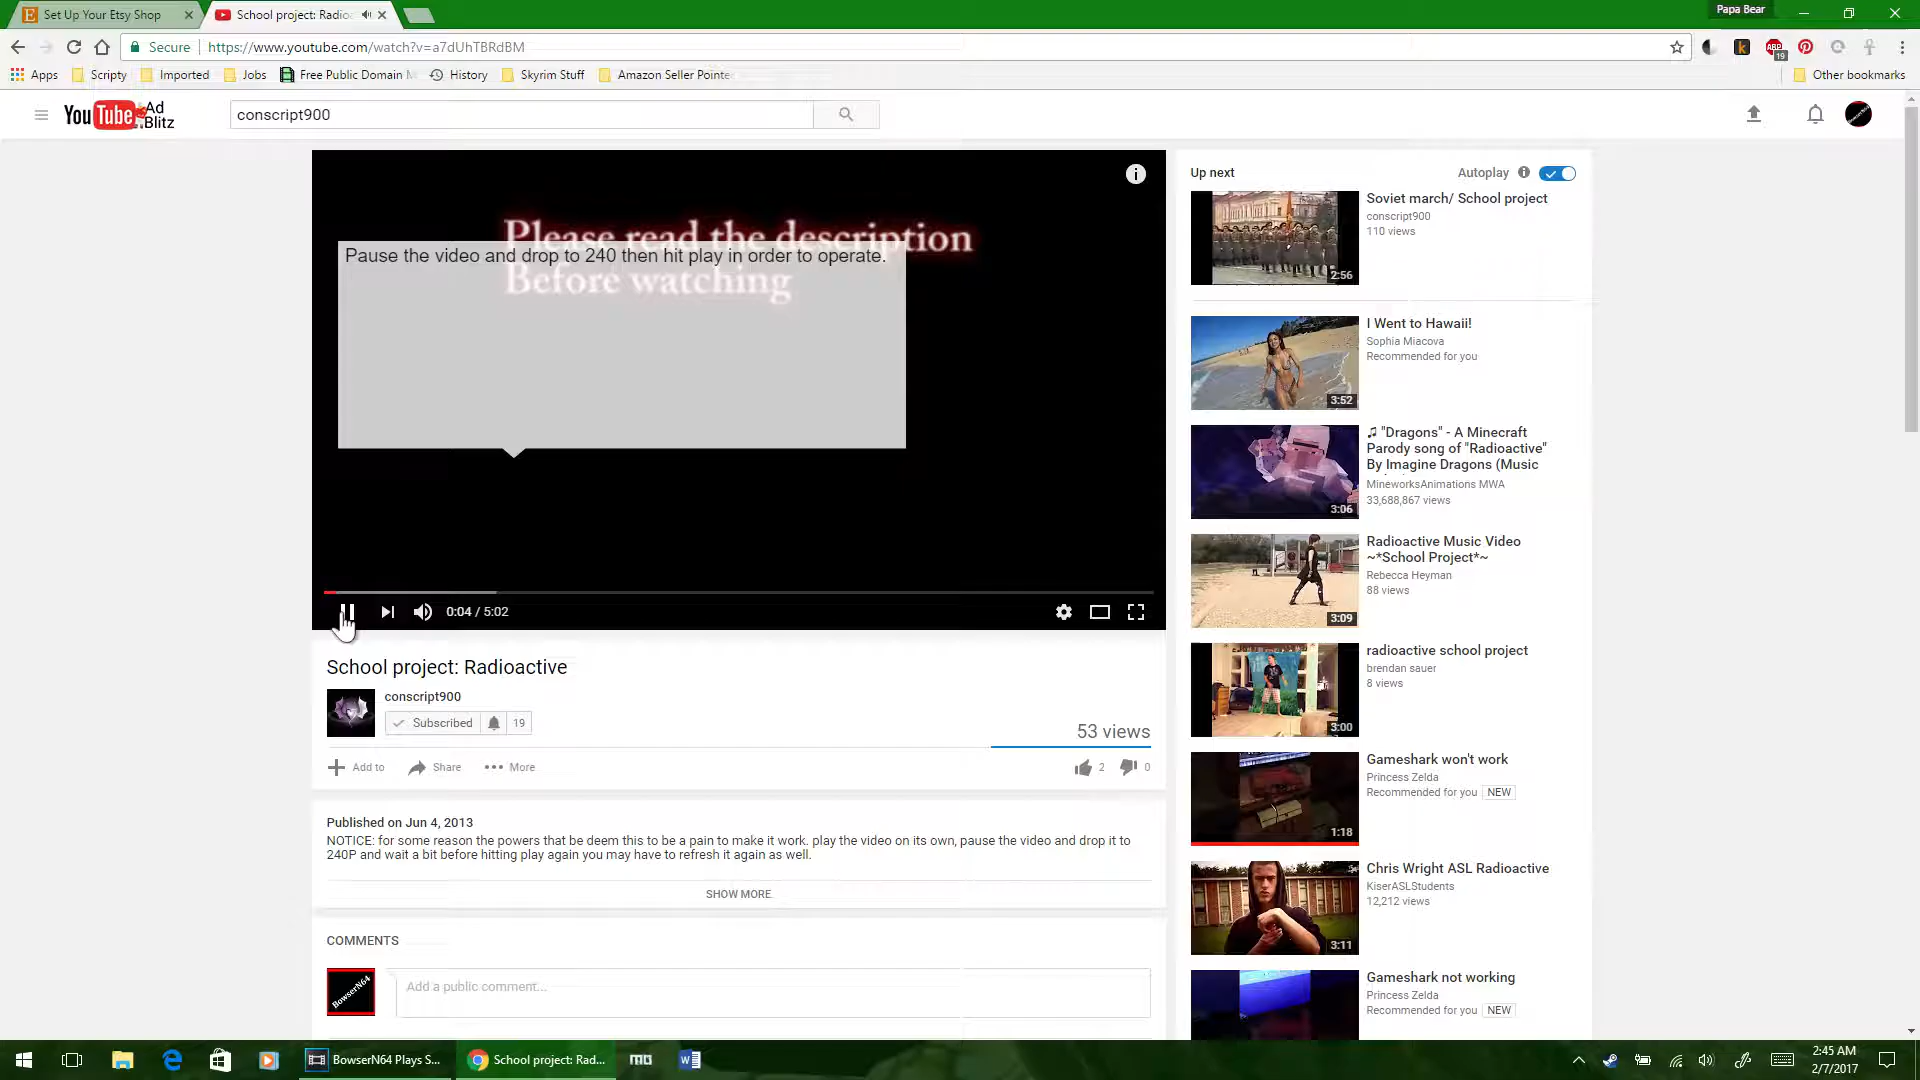 Set Up Your Etsy Shop
School project: Radioa
Papa Bear
Secure
https://www.youtube.com/watch?v=a7dUhTBRdBM
ABP
19
Apps
Scripty
Imported
Jobs
Free Public Domain
History
Skyrim Stuff
Amazon Seller Pointe
Other bookmarks
YouTube
Ad
Blitz
conscript900
Please read the description
Pause the video and drop to 240 then hit play in order to operate.
Before watching
0:04 / 5:02
School project: Radioactive
conscript900
Subscribed
19
53 views
Add to
Share
More
2
0
Published on Jun 4, 2013
NOTICE: for some reason the powers that be deem this to be a pain to make it work. play the video on its own, pause the video and drop it to
240P and wait a bit before hitting play again you may have to refresh it again as well.
SHOW MORE
COMMENTS
BowserN64
Add a public comment...
Up next
Autoplay
Soviet march/ School project
conscript900
110 views
2:56
I Went to Hawaii!
Sophia Miacova
Recommended for you
3:52
♫ "Dragons" - A Minecraft
Parody song of "Radioactive"
By Imagine Dragons (Music
MineworksAnimations MWA
33,688,867 views
3:06
Radioactive Music Video
~*School Project*~
Rebecca Heyman
88 views
3:09
radioactive school project
brendan sauer
8 views
3:00
Gameshark won't work
Princess Zelda
Recommended for you NEW
1:18
Chris Wright ASL Radioactive
KiserASLStudents
12,212 views
3:11
Gameshark not working
Princess Zelda
Recommended for you NEW
BowserN64 Plays S...
School project: Rad...
2:45 AM
2/7/2017